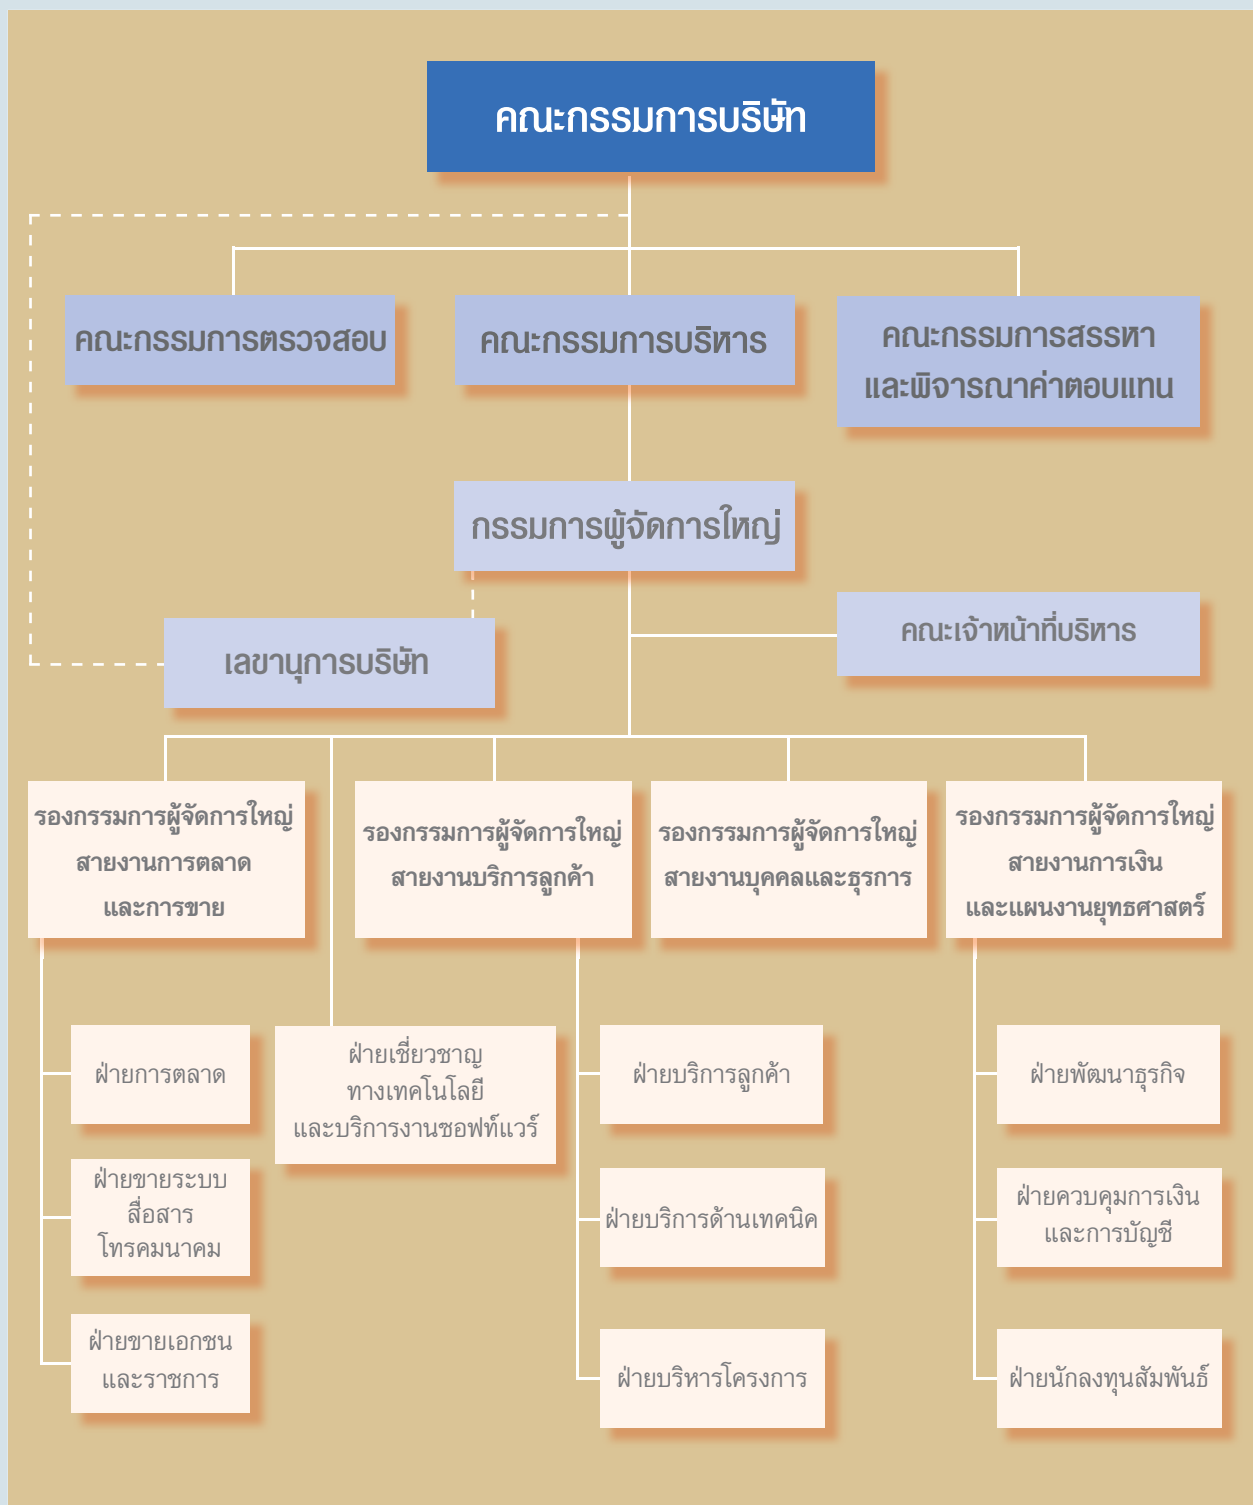 คณะกรรมการบริษัท
คณะกรรมการตรวจสอบ
คณะกรรมการบริหาร
คณะกรรมการสรรหา
และพิจารณาค่าตอบแทน
กรรมการผู้จัดการใหญ่
คณะเจ้าหน้าที่บริหาร
เลขานุการบริษัท
รองกรรมการผู้จัดการใหญ่
สายงานการตลาด
และการขาย
รองกรรมการผู้จัดการใหญ่
สายงานบริการลูกค้า
รองกรรมการผู้จัดการใหญ่
สายงานบุคคลและธุรการ
รองกรรมการผู้จัดการใหญ่
สายงานการเงิน
และแผนงานยุทธศาสตร์
ฝ่ายการตลาด
ฝ่ายเชี่ยวชาญ
ทางเทคโนโลยี
และบริการงานซอฟท์แวร์
ฝ่ายบริการลูกค้า
ฝ่ายพัฒนาธุรกิจ
ฝ่ายขายระบบ
สื่อสาร
โทรคมนาคม
ฝ่ายบริการด้านเทคนิค
ฝ่ายควบคุมการเงิน
และการบัญชี
ฝ่ายขายเอกชน
และราชการ
ฝ่ายบริหารโครงการ
ฝ่ายนักลงทุนสัมพันธ์